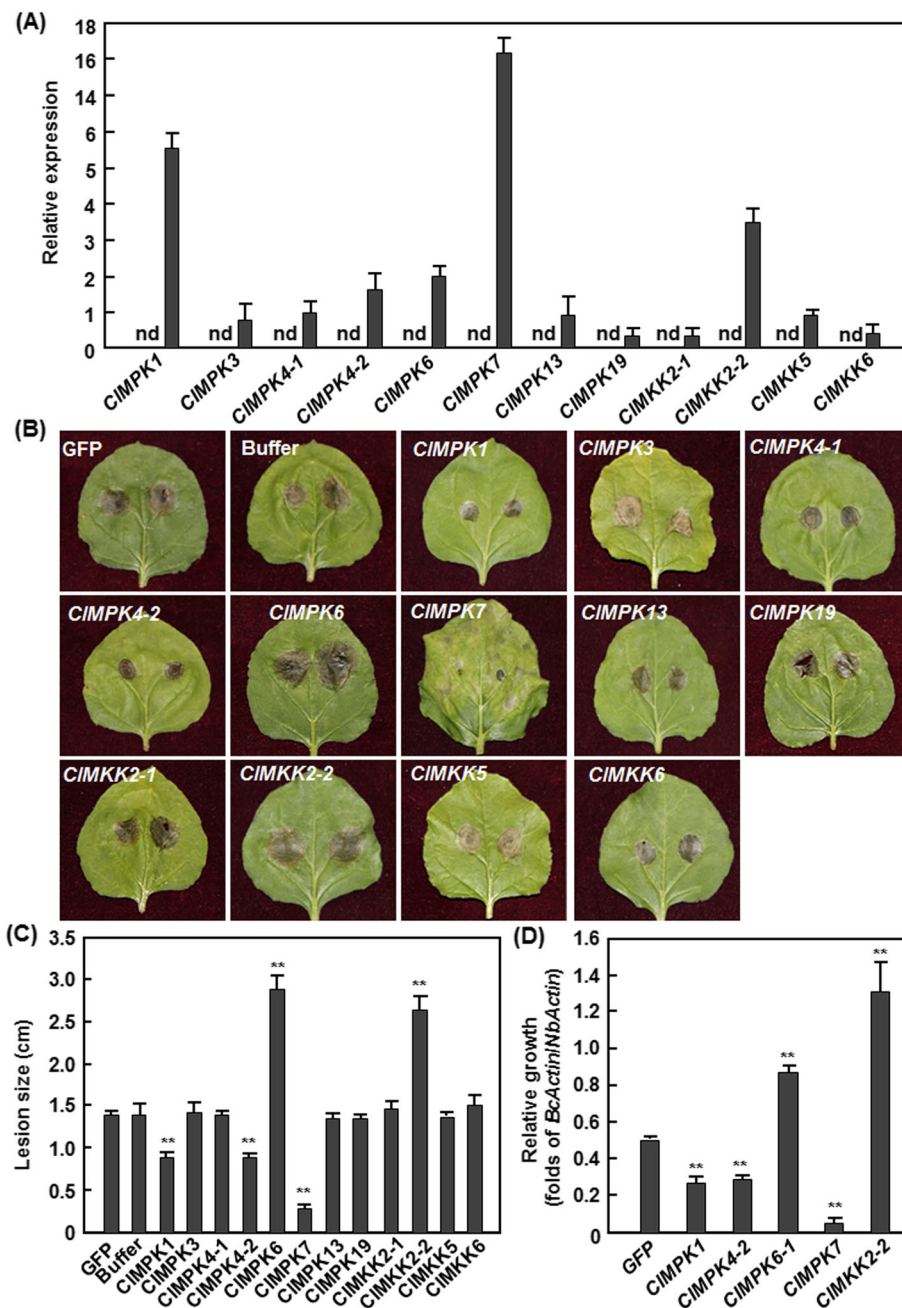 (A)
Relative expression
18
16
14
6
5
4
3
2
1
0
nd nd nd nd nd nd nd nd nd nd nd nd
ClMPK1 ClMPK3 ClMPK4-1 ClMPK4-2 ClMPK6 ClMPK7 ClMPK13 ClMPK19 ClMKK2-1 ClMKK2-2 ClMKK5 ClMKK6
(B)
GFP Buffer ClMPK1 ClMPK3 ClMPK4-1
ClMPK4-2 ClMPK6 ClMPK7 ClMPK13 ClMPK19
ClMKK2-1 ClMKK2-2 ClMKK5 ClMKK6
(C)
Lesion size (cm)
3.5
3.0
2.5
2.0
1.5
1.0
0.5
0
** ** ** ** **
GFP Buffer ClMPK1 ClMPK3 ClMPK4-1 ClMPK4-2 ClMPK6 ClMPK7 ClMPK13 ClMPK19 ClMKK2-1 ClMKK2-2 ClMKK5 ClMKK6
(D)
Relative growth
(folds of BcActin/NbActin)
1.6
1.4
1.2
1.0
0.8
0.6
0.4
0.2
0
** ** ** ** **
GFP ClMPK1 ClMPK4-2 ClMPK6-1 ClMPK7 ClMKK2-2